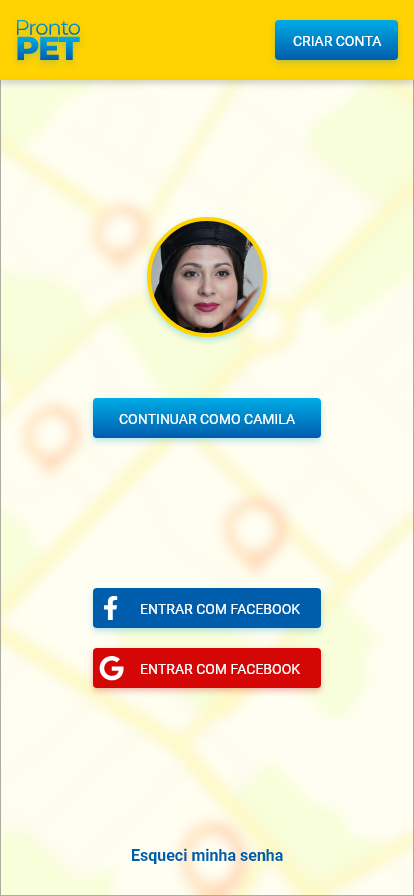 Pronto
PET
CRIAR CONTA
CONTINUAR COMO CAMILA
ENTRAR COM FACEBOOK
ENTRAR COM FACEBOOK
Esqueci minha senha